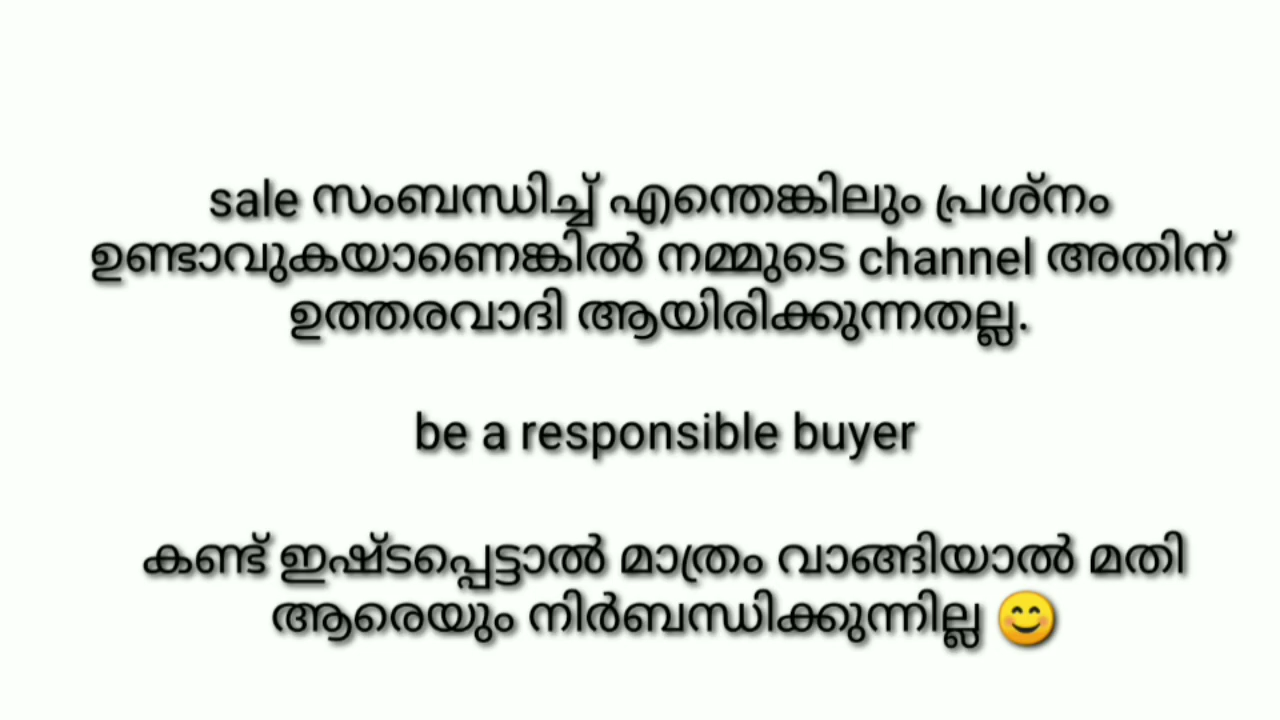 sale സംബന്ധിച്ച് എന്തെങ്കിലും പ്രശ്നം
ഉണ്ടാവുകയാണെങ്കിൽ നമ്മുടെ channel അതിന്
ഉത്തരവാദി ആയിരിക്കുന്നതല്ല.
be a responsible buyer
കണ്ട് ഇഷ്ടപ്പെട്ടാൽ മാത്രം വാങ്ങിയാൽ മതി
ആരെയും നിർബന്ധിക്കുന്നില്ല 😊